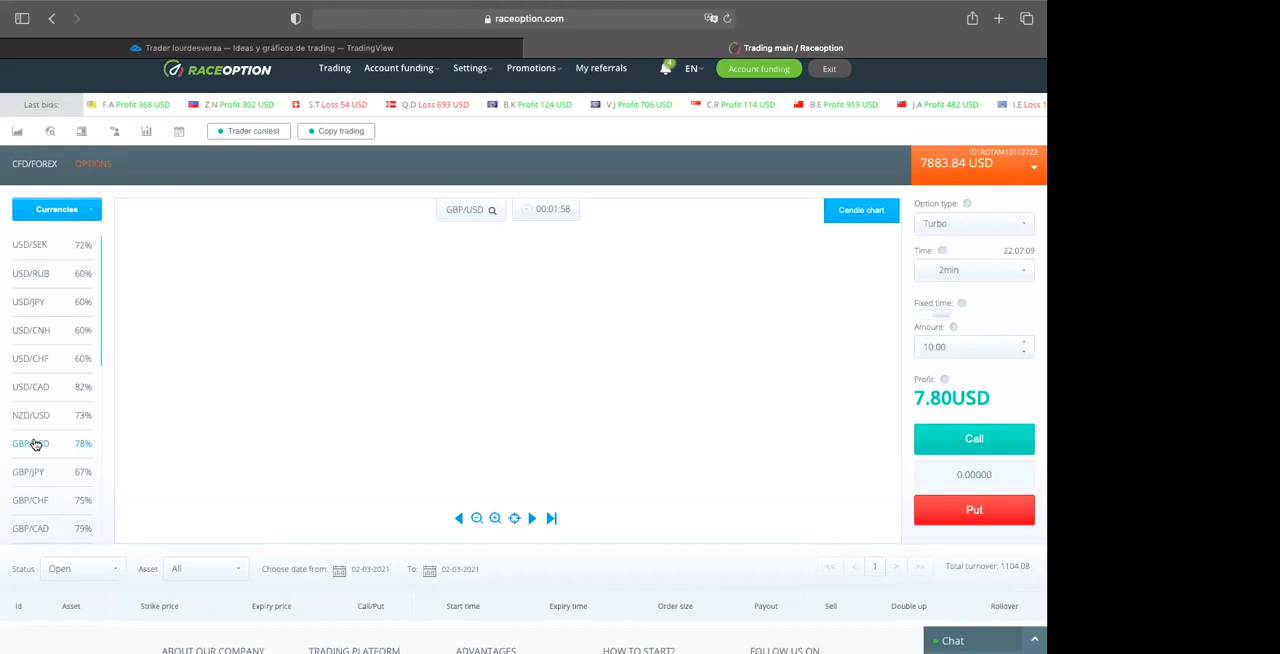 raceoption.com
Trader lourdesveraa — Ideas y gráficos de trading — TradingView
Trading main / Raceoption
RACEOPTION
Trading
Account funding
Settings
Promotions
My referrals
4
EN
Account funding
Exit
Last bids:
F.A Profit 368 USD
Z.N Profit 302 USD
S.T Loss 54 USD
Q.D Loss 693 USD
B.K Profit 124 USD
V.J Profit 706 USD
C.R Profit 114 USD
B.E Profit 919 USD
J.A Profit 482 USD
I.E Loss 1
Trader contest
Copy trading
CFD/FOREX
OPTIONS
ID: ROTAM10112722
7883.84 USD
Currencies
USD/SEK 72%
USD/RUB 60%
USD/JPY 60%
USD/CNH 60%
USD/CHF 60%
USD/CAD 82%
NZD/USD 73%
GBP/USD 78%
GBP/JPY 67%
GBP/CHF 75%
GBP/CAD 79%
GBP/USD
00:01:58
Candle chart
Option type:
Turbo
Time:
22:07:09
2min
Fixed time:
Amount:
10.00
Profit:
7.80USD
Call
0.00000
Put
Status
Open
Asset
All
Choose date from:
02-03-2021
To:
02-03-2021
<<
<
1
>
>>
Total turnover: 1104.08
Id
Asset
Strike price
Expiry price
Call/Put
Start time
Expiry time
Order size
Payout
Sell
Double up
Rollover
ABOUT OUR COMPANY
TRADING PLATFORM
ADVANTAGES
HOW TO START?
FOLLOW US ON
Chat